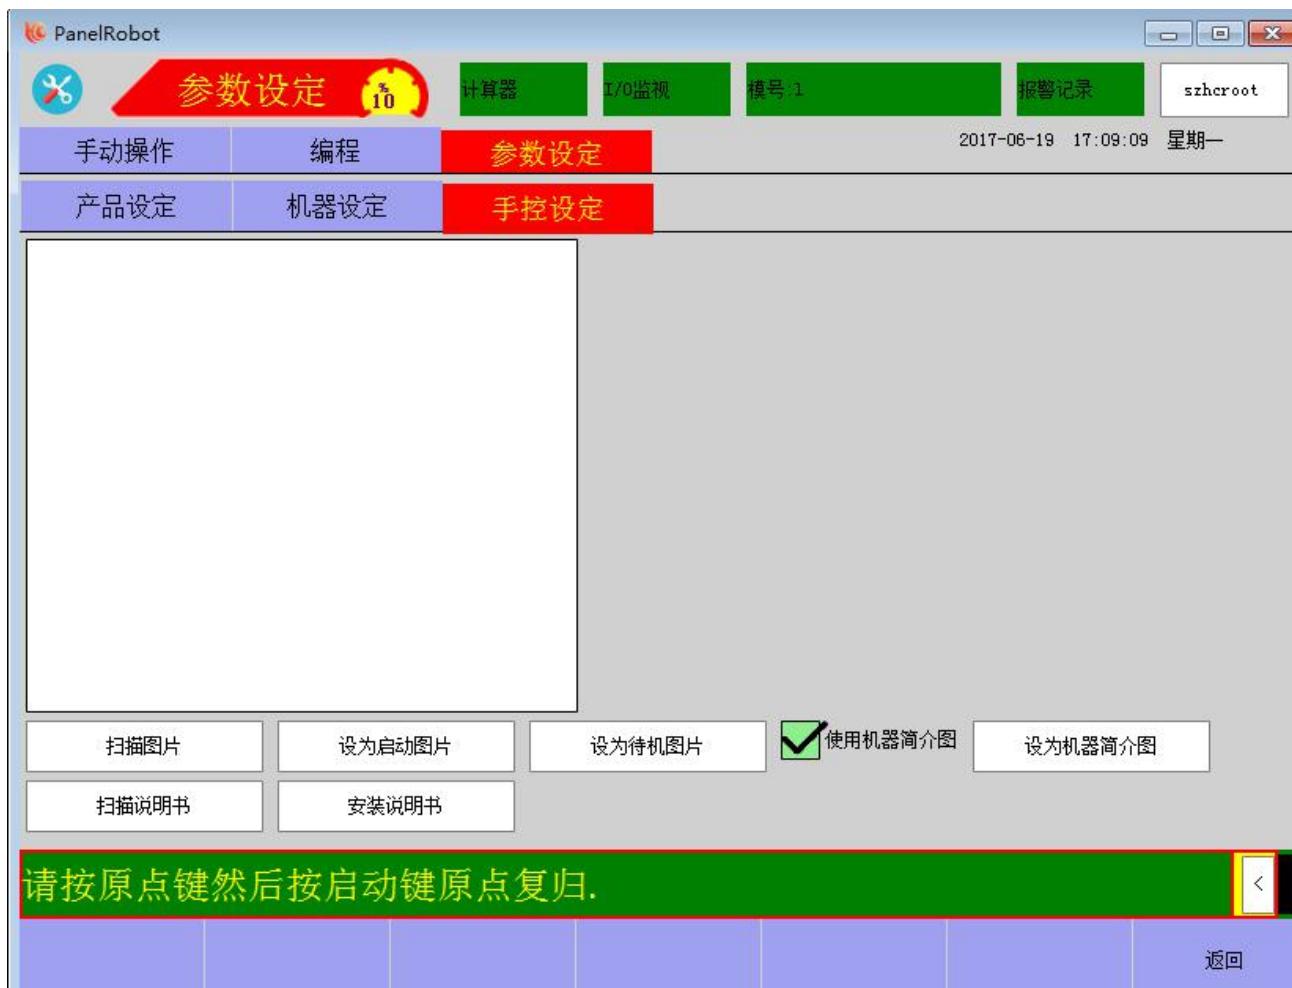 PanelRobot
参数设定 %10 计算器 I/0监视 模号:1 报警记录 szhcroot
手动操作 编程 参数设定 2017-06-19 17:09:09 星期一
产品设定 机器设定 手控设定
扫描图片 设为启动图片 设为待机图片 使用机器简介图 设为机器简介图
扫描说明书 安装说明书
请按原点键然后按启动键原点复归. <
返回